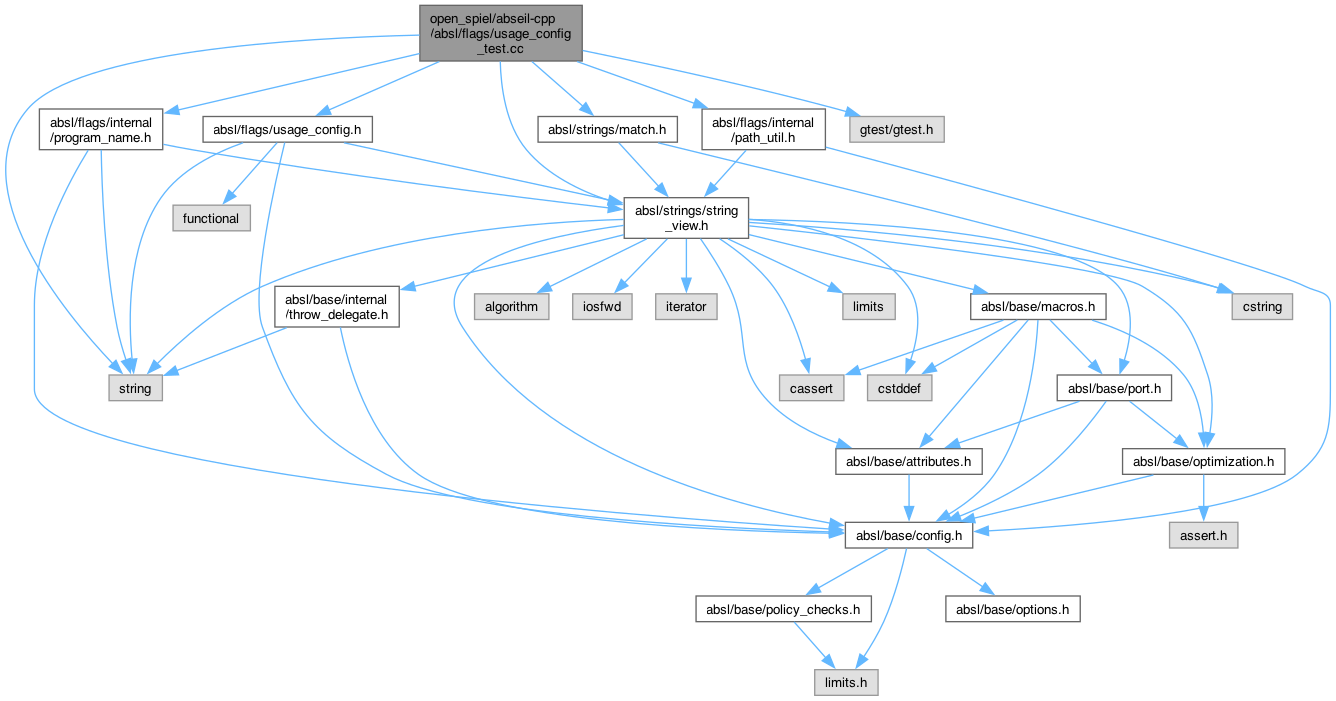 open_spiel/abseil-cpp
/absl/flags/usage_config
_test.cc
absl/flags/internal
/program_name.h
absl/flags/usage_config.h
absl/strings/match.h
absl/flags/internal
/path_util.h
gtest/gtest.h
functional
absl/strings/string
_view.h
absl/base/internal
/throw_delegate.h
algorithm
iosfwd
iterator
limits
absl/base/macros.h
cstring
string
cassert
cstddef
absl/base/port.h
absl/base/attributes.h
absl/base/optimization.h
absl/base/config.h
assert.h
absl/base/policy_checks.h
absl/base/options.h
limits.h